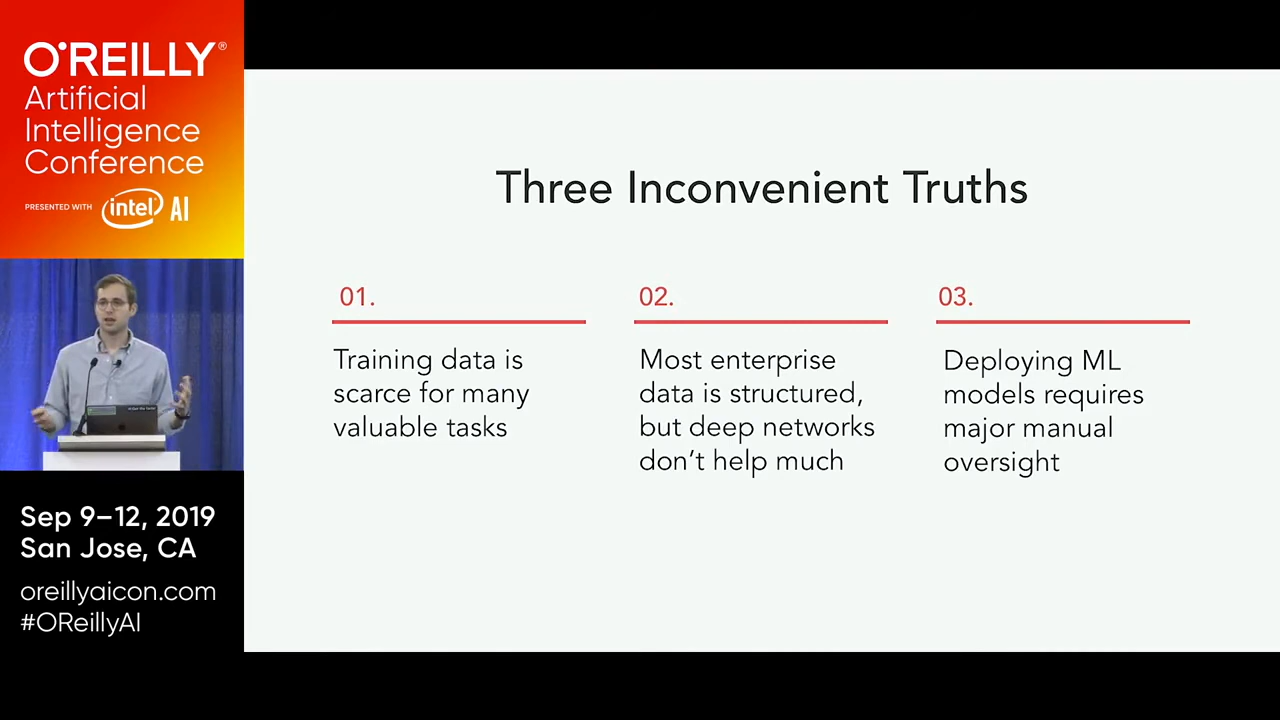 O'REILLY®
Artificial
Intelligence
Conference
PRESENTED WITH intel AI
Sep 9–12, 2019
San Jose, CA
oreillyaicon.com
#OReillyAI
Three Inconvenient Truths
01.
Training data is
scarce for many
valuable tasks
02.
Most enterprise
data is structured,
but deep networks
don't help much
03.
Deploying ML
models requires
major manual
oversight